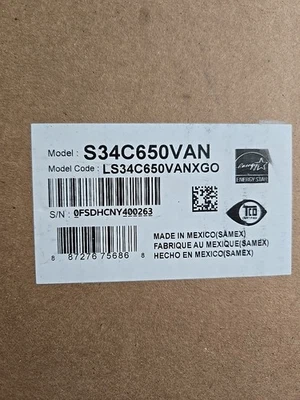 Model : S34C650VAN
Model Code : LS34C650VANXGO
S/N : 0FSDHCNY400263
ENERGY STAR
TCO
MADE IN MEXICO(SAMEX)
FABRIQUE AU MEXIQUE(SAMEX)
HECHO EN MEXICO(SAMEX)
8 87276 75686 8